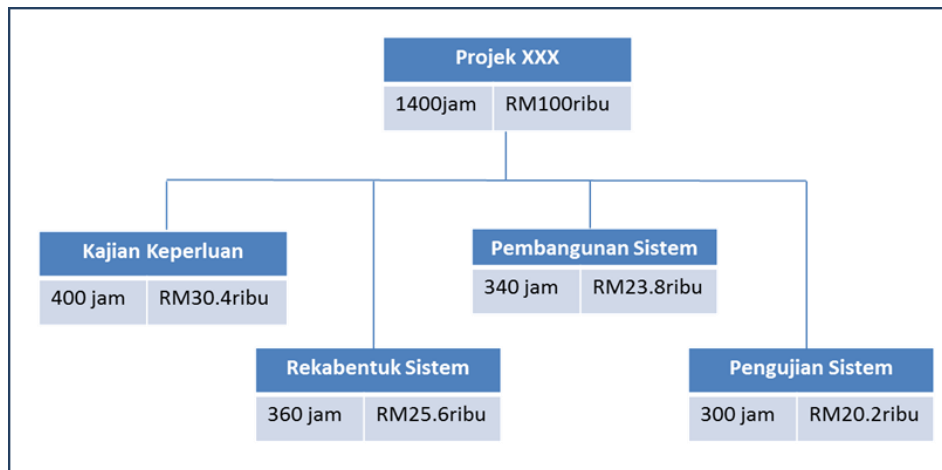 Projek XXX
1400jam RM100ribu
Kajian Keperluan
400 jam RM30.4ribu
Pembangunan Sistem
340 jam RM23.8ribu
Rekabentuk Sistem
360 jam RM25.6ribu
Pengujian Sistem
300 jam RM20.2ribu